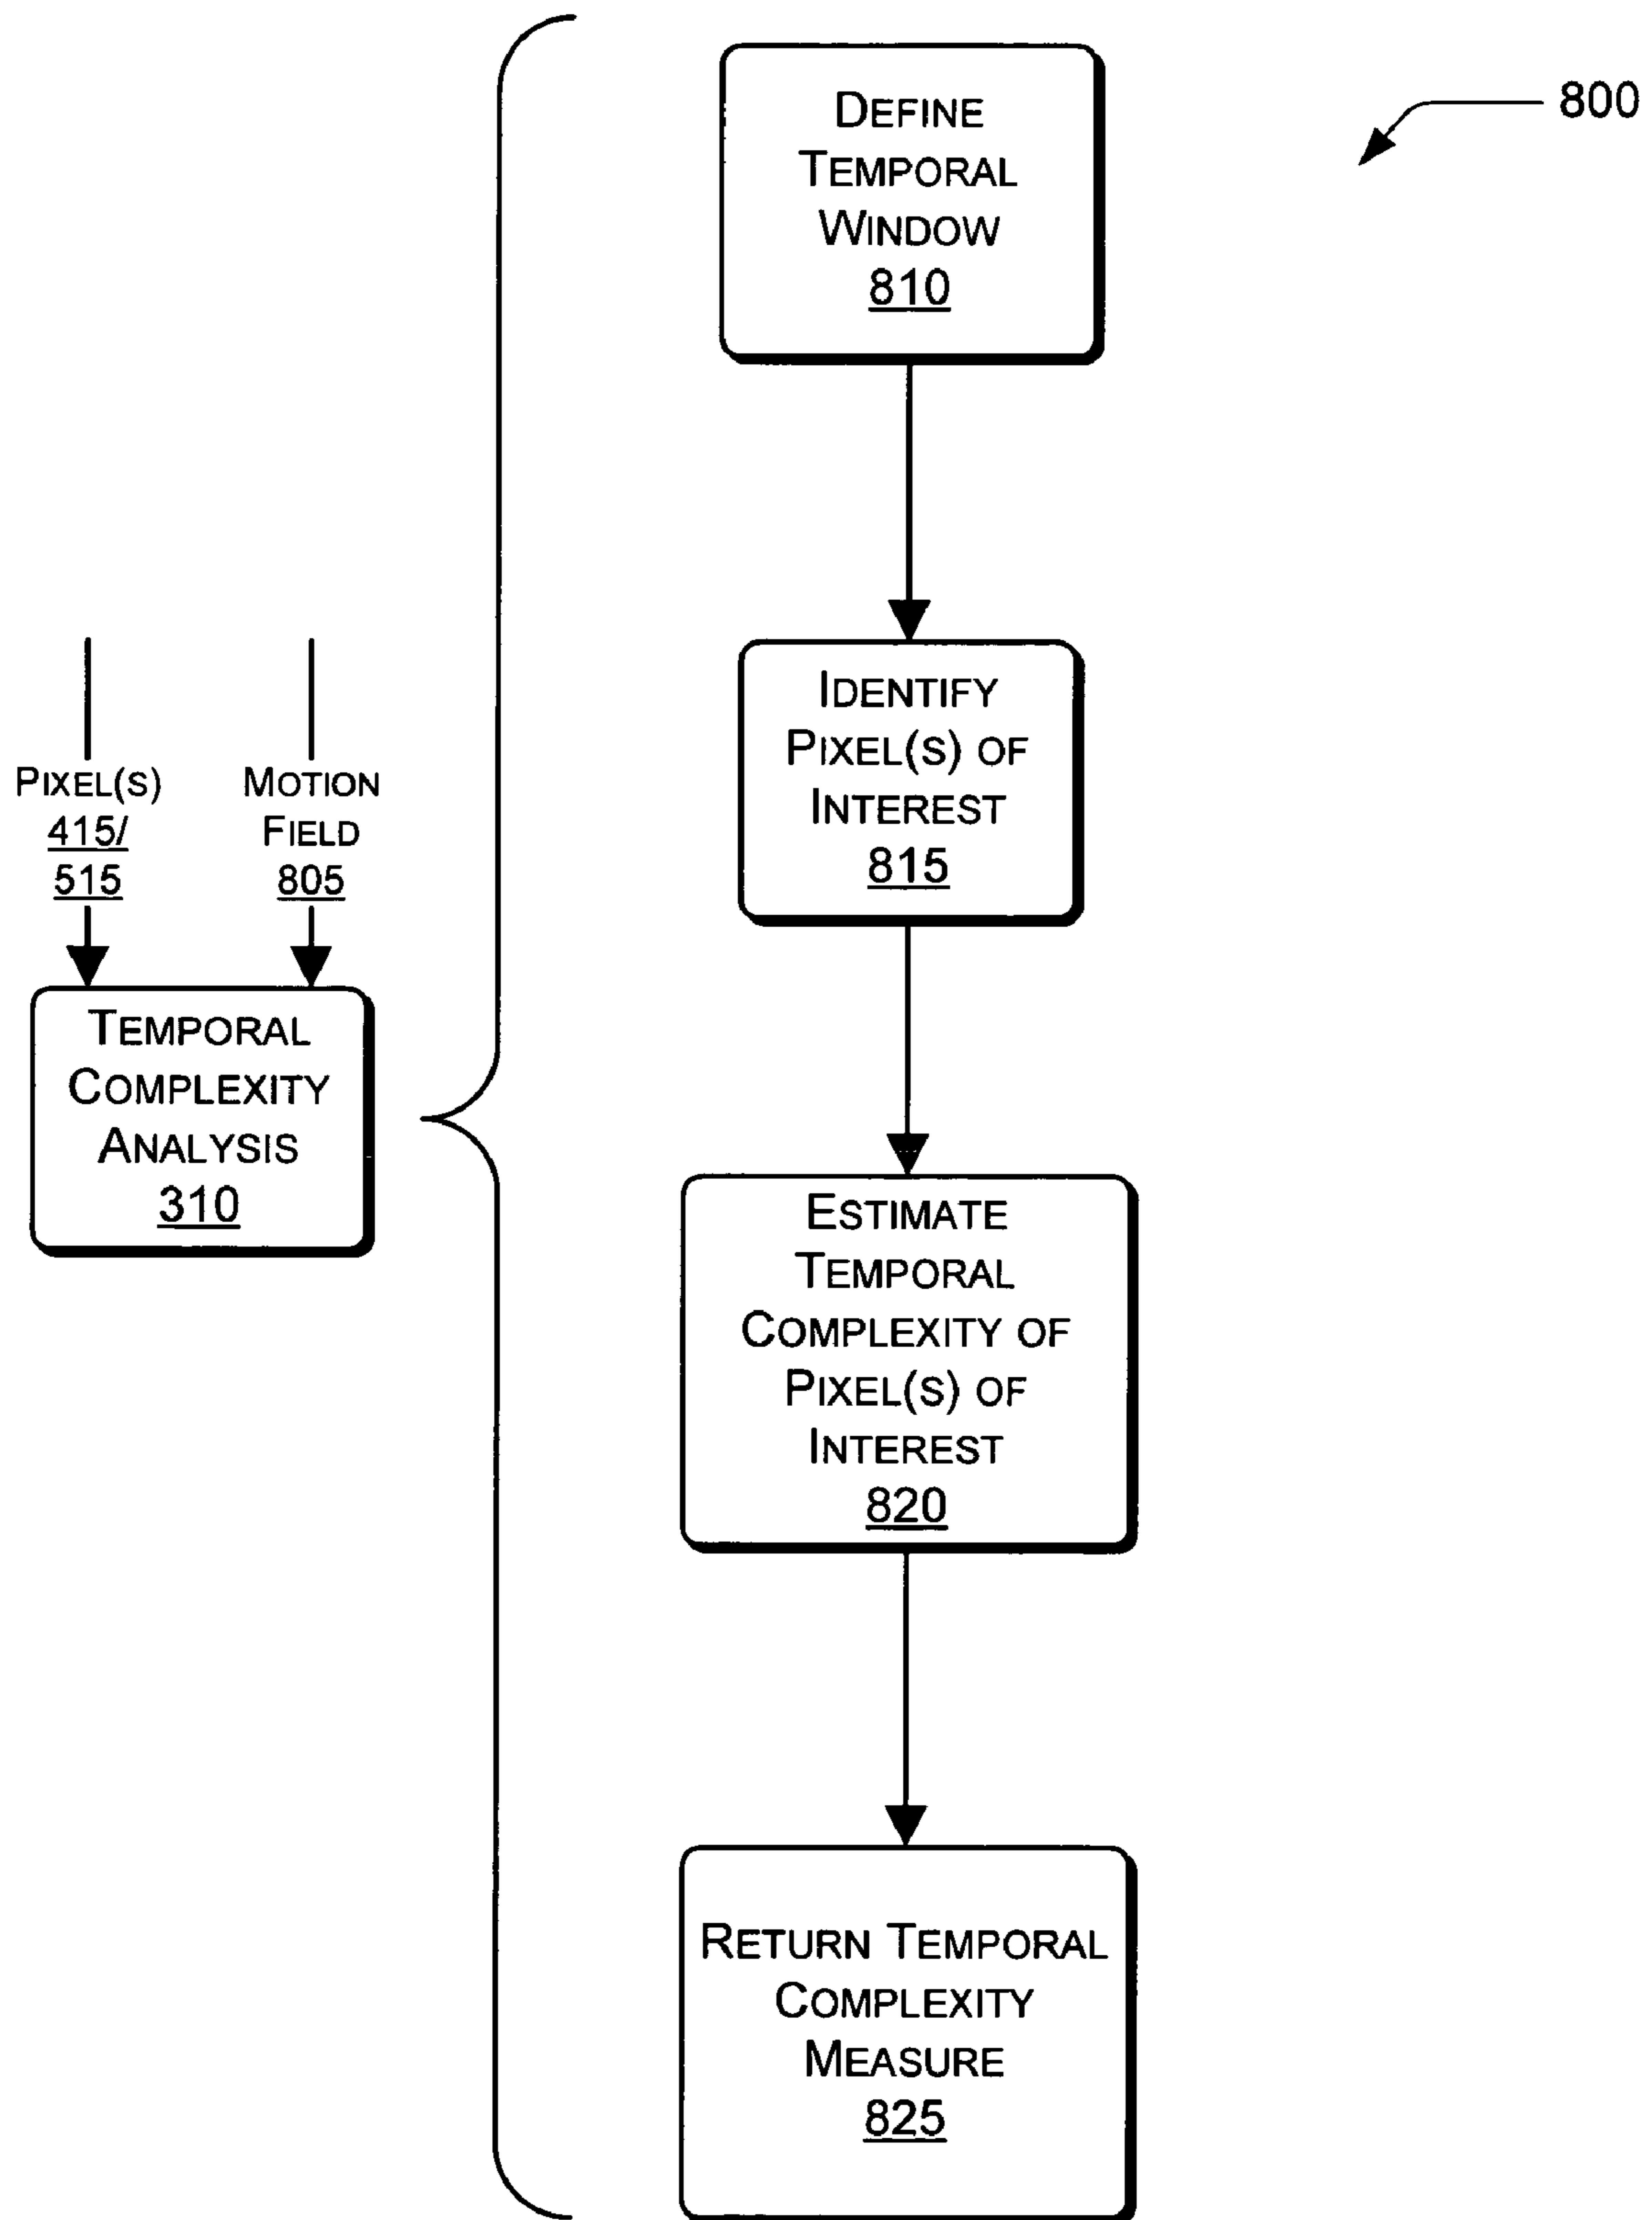 800
DEFINE
TEMPORAL
WINDOW
810
IDENTIFY
PIXEL(S) OF
INTEREST
815
PIXEL(S)
415/
515
MOTION
FIELD
805
TEMPORAL
COMPLEXITY
ANALYSIS
310
ESTIMATE
TEMPORAL
COMPLEXITY OF
PIXEL(S) OF
INTEREST
820
RETURN TEMPORAL
COMPLEXITY
MEASURE
825